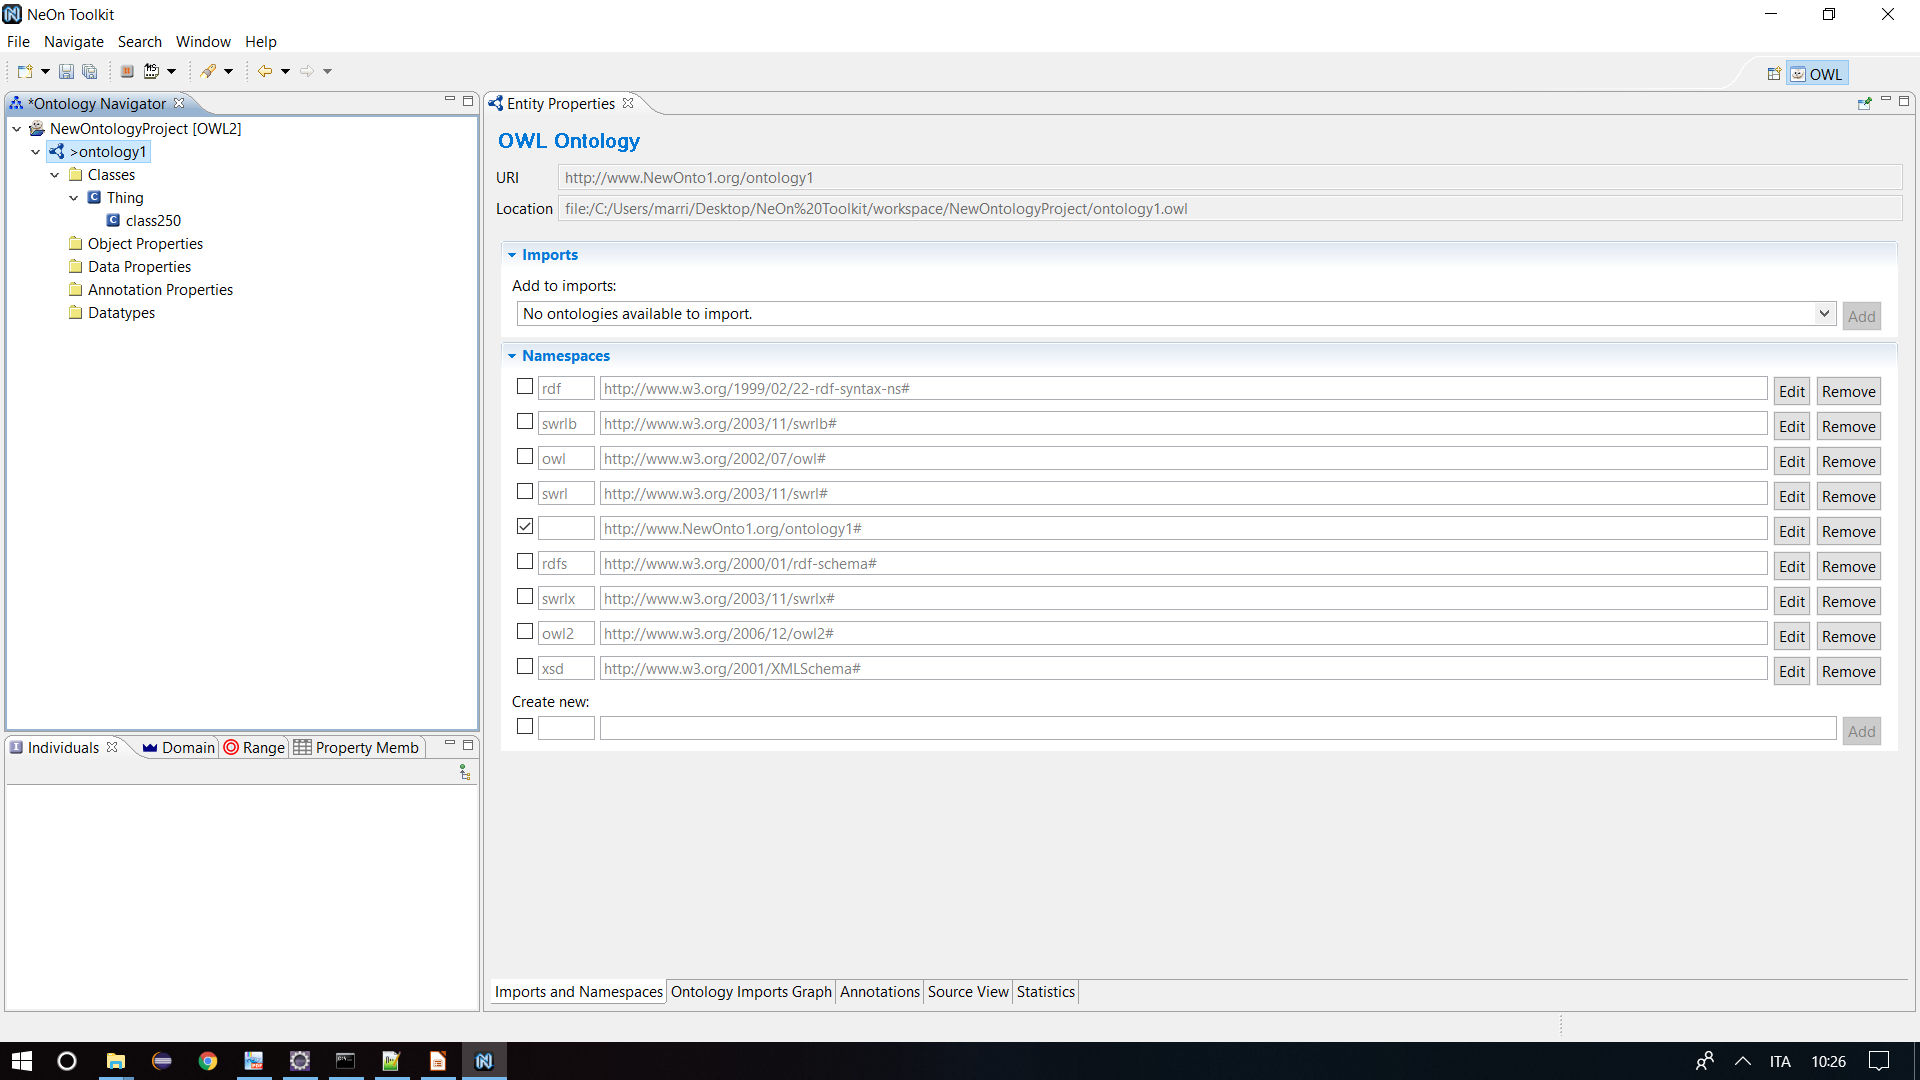 NeOn Toolkit
File Navigate Search Window Help
OWL
*Ontology Navigator
NewOntologyProject [OWL2]
>ontology1
Classes
Thing
class250
Object Properties
Data Properties
Annotation Properties
Datatypes
Individuals Domain Range Property Memb
Entity Properties
OWL Ontology
URI http://www.NewOnto1.org/ontology1
Location file:/C:/Users/marri/Desktop/NeOn%20Toolkit/workspace/NewOntologyProject/ontology1.owl
Imports
Add to imports:
No ontologies available to import. Add
Namespaces
rdf http://www.w3.org/1999/02/22-rdf-syntax-ns# Edit Remove
swrlb http://www.w3.org/2003/11/swrlb# Edit Remove
owl http://www.w3.org/2002/07/owl# Edit Remove
swrl http://www.w3.org/2003/11/swrl# Edit Remove
http://www.NewOnto1.org/ontology1# Edit Remove
rdfs http://www.w3.org/2000/01/rdf-schema# Edit Remove
swrlx http://www.w3.org/2003/11/swrlx# Edit Remove
owl2 http://www.w3.org/2006/12/owl2# Edit Remove
xsd http://www.w3.org/2001/XMLSchema# Edit Remove
Create new:
Add
Imports and Namespaces Ontology Imports Graph Annotations Source View Statistics
ITA 10:26